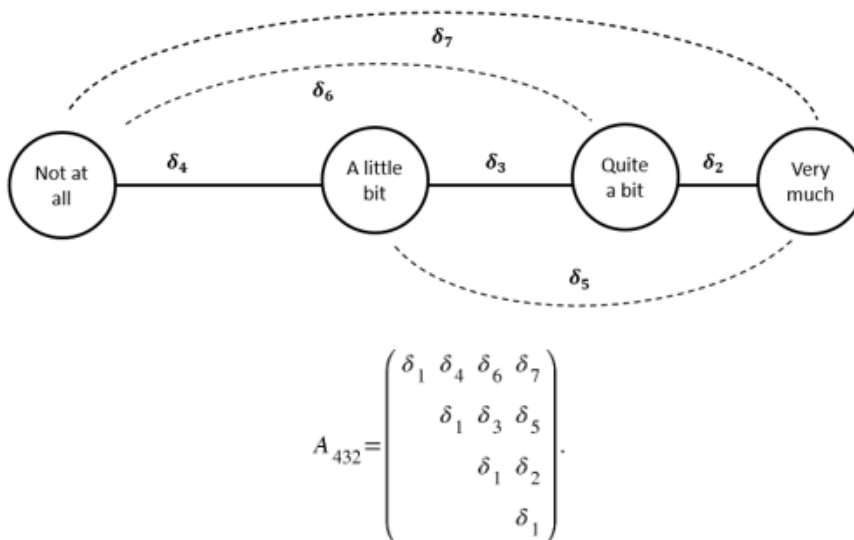 δ₇
δ₆
Not at
all
δ₄
A little
bit
δ₃
Quite
a bit
δ₂
Very
much
δ₅
A₄₃₂=
δ₁ δ₄ δ₆ δ₇
δ₁ δ₃ δ₅
δ₁ δ₂
δ₁
.